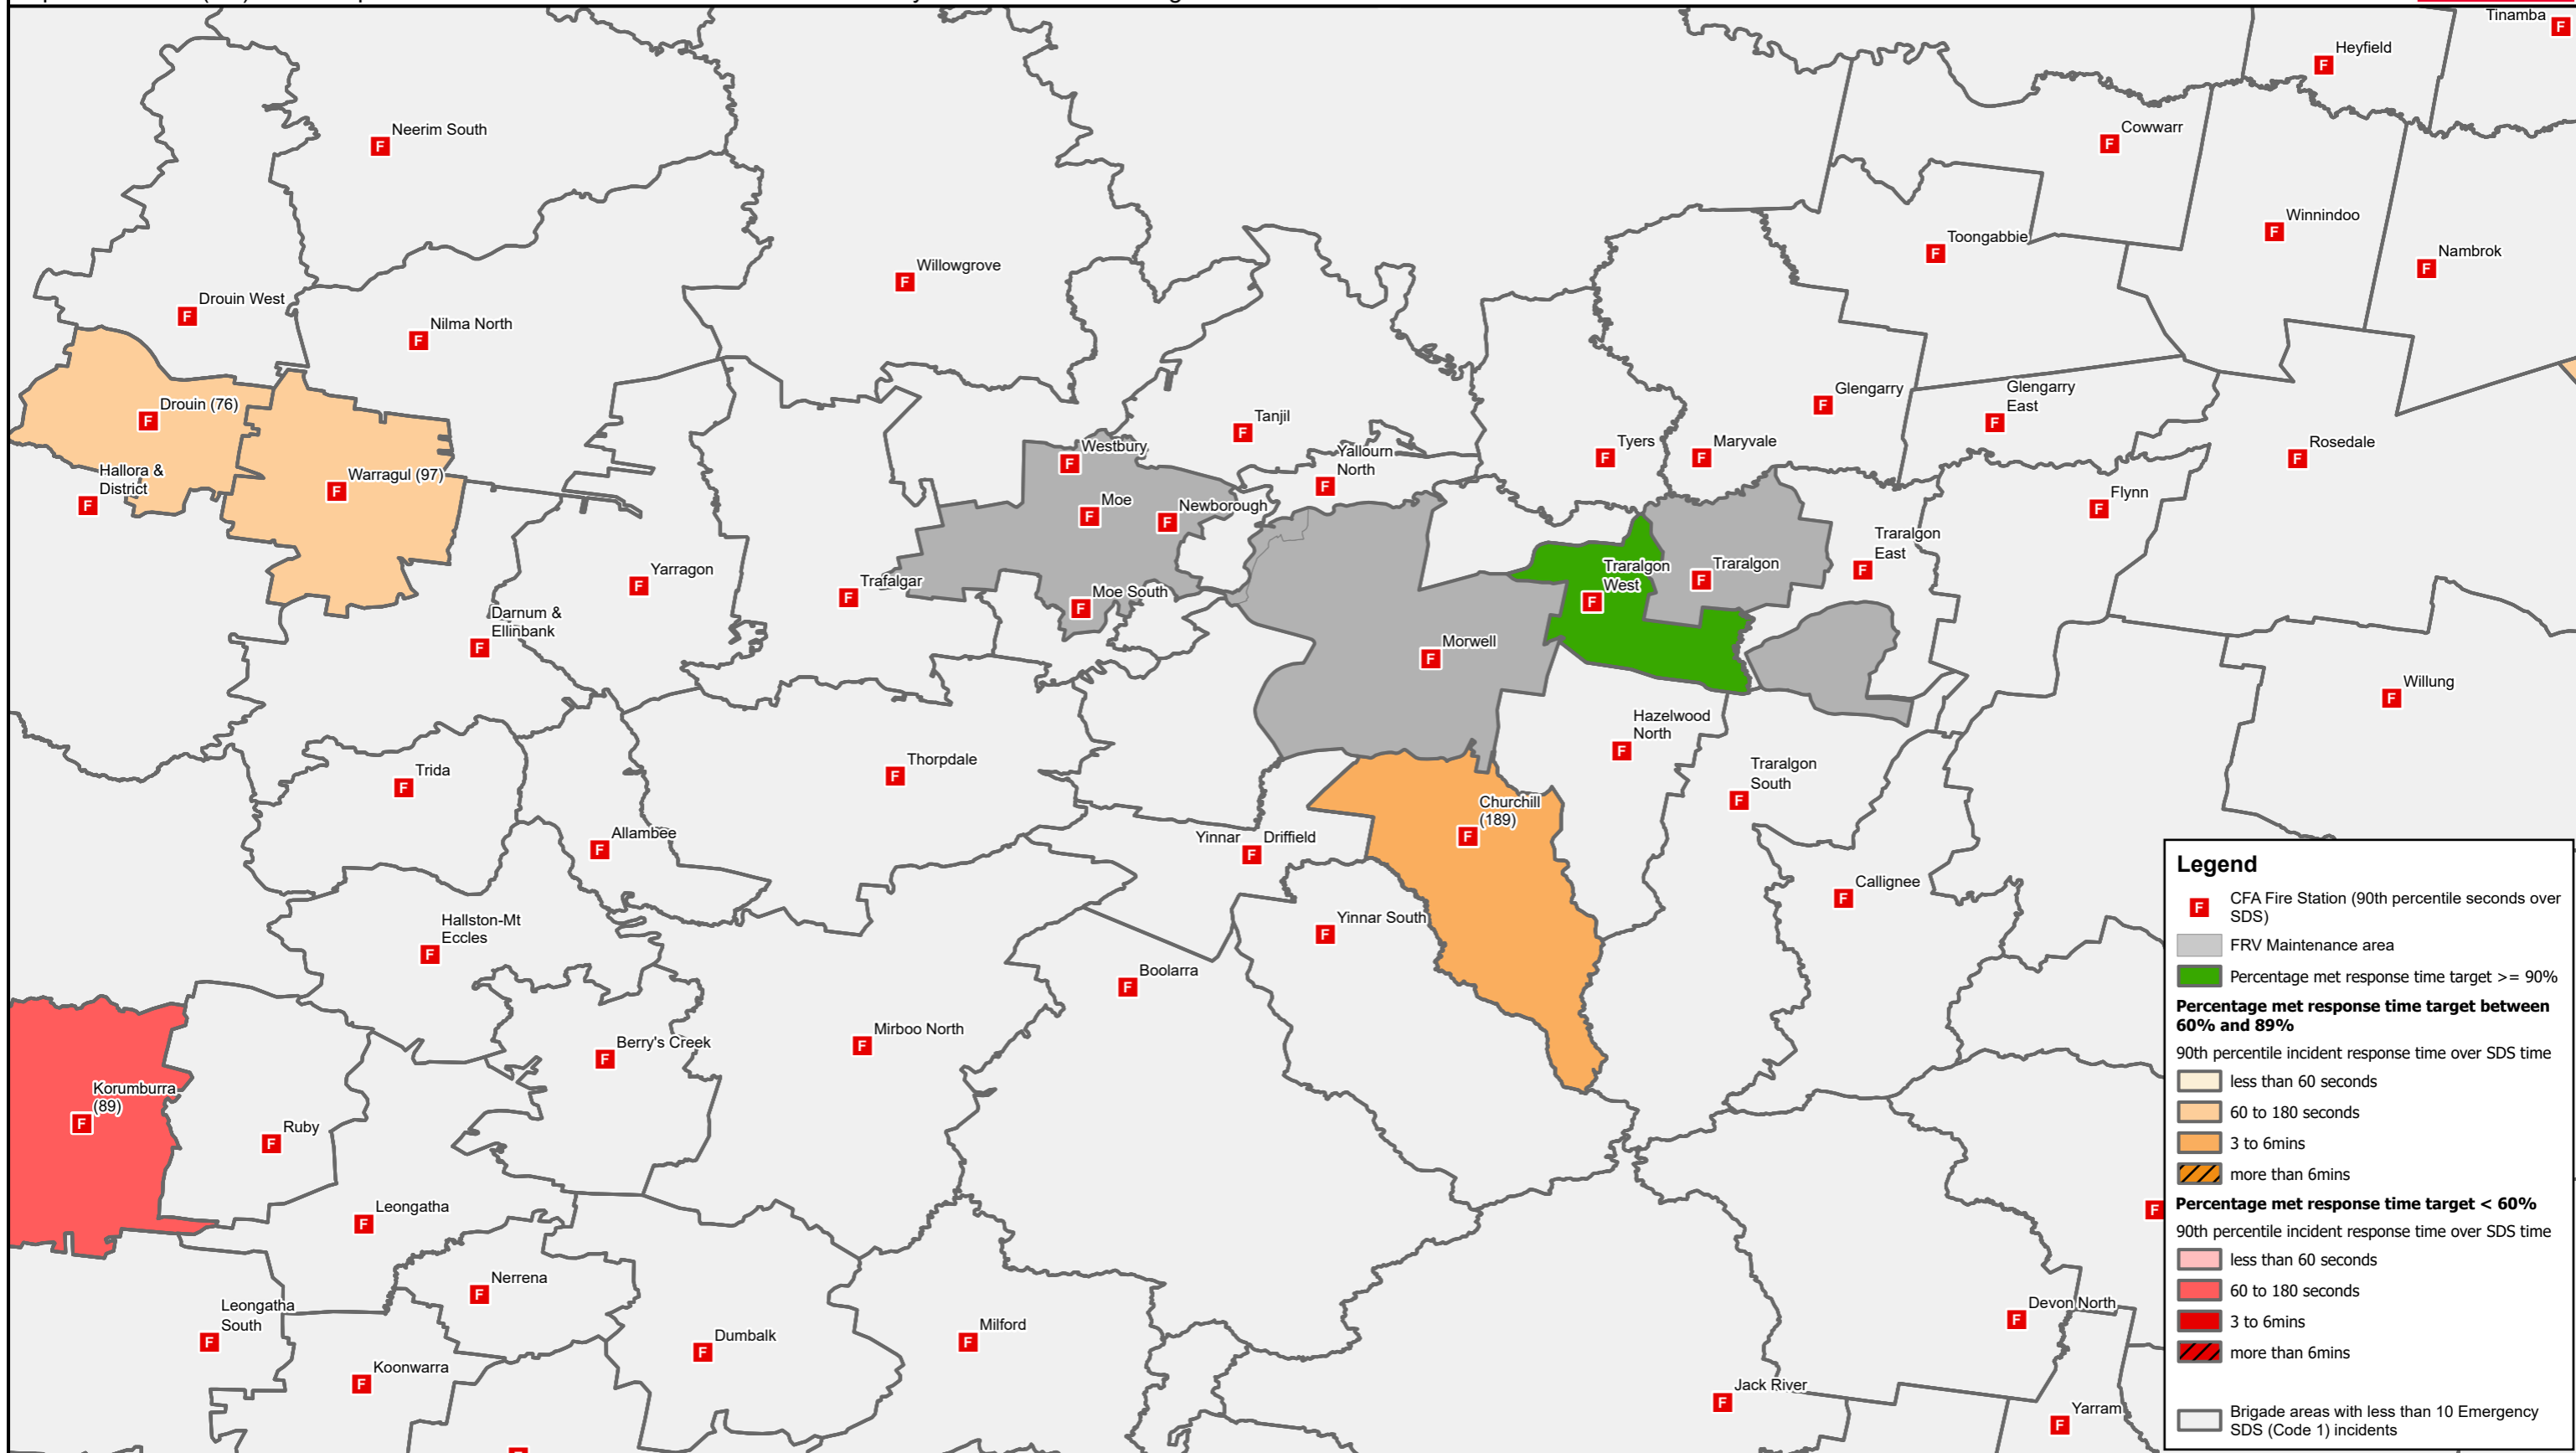 Tinamba
Heyfield
Neerim South
Cowwarr
Winnindoo
Toongabbie
Nambrok
Willowgrove
Drouin West
Nilma North
Glengarry
Glengarry
East
Drouin (76)
Tanjil
Westbury
Yallourn
North
Tyers
Maryvale
Rosedale
Hallora &
District
Warragul (97)
Moe
Newborough
Flynn
Traralgon
East
Traralgon
West
Traralgon
Yarragon
Trafalgar
Moe South
Darnum &
Ellinbank
Morwell
Willung
Hazelwood
North
Trida
Thorpdale
Traralgon
South
Churchill
(189)
Allambee
Yinnar
Driffield
Callignee
Hallston-Mt
Eccles
Yinnar South
Boolarra
Mirboo North
Berry's Creek
Korumburra
(89)
Ruby
Leongatha
Nerrena
Leongatha
South
Dumbalk
Milford
Koonwarra
Devon North
Jack River
Yarram
Legend
F CFA Fire Station (90th percentile seconds over
SDS)
FRV Maintenance area
Percentage met response time target >= 90%
Percentage met response time target between
60% and 89%
90th percentile incident response time over SDS time
less than 60 seconds
60 to 180 seconds
3 to 6mins
more than 6mins
Percentage met response time target < 60%
90th percentile incident response time over SDS time
less than 60 seconds
60 to 180 seconds
3 to 6mins
more than 6mins
Brigade areas with less than 10 Emergency
SDS (Code 1) incidents